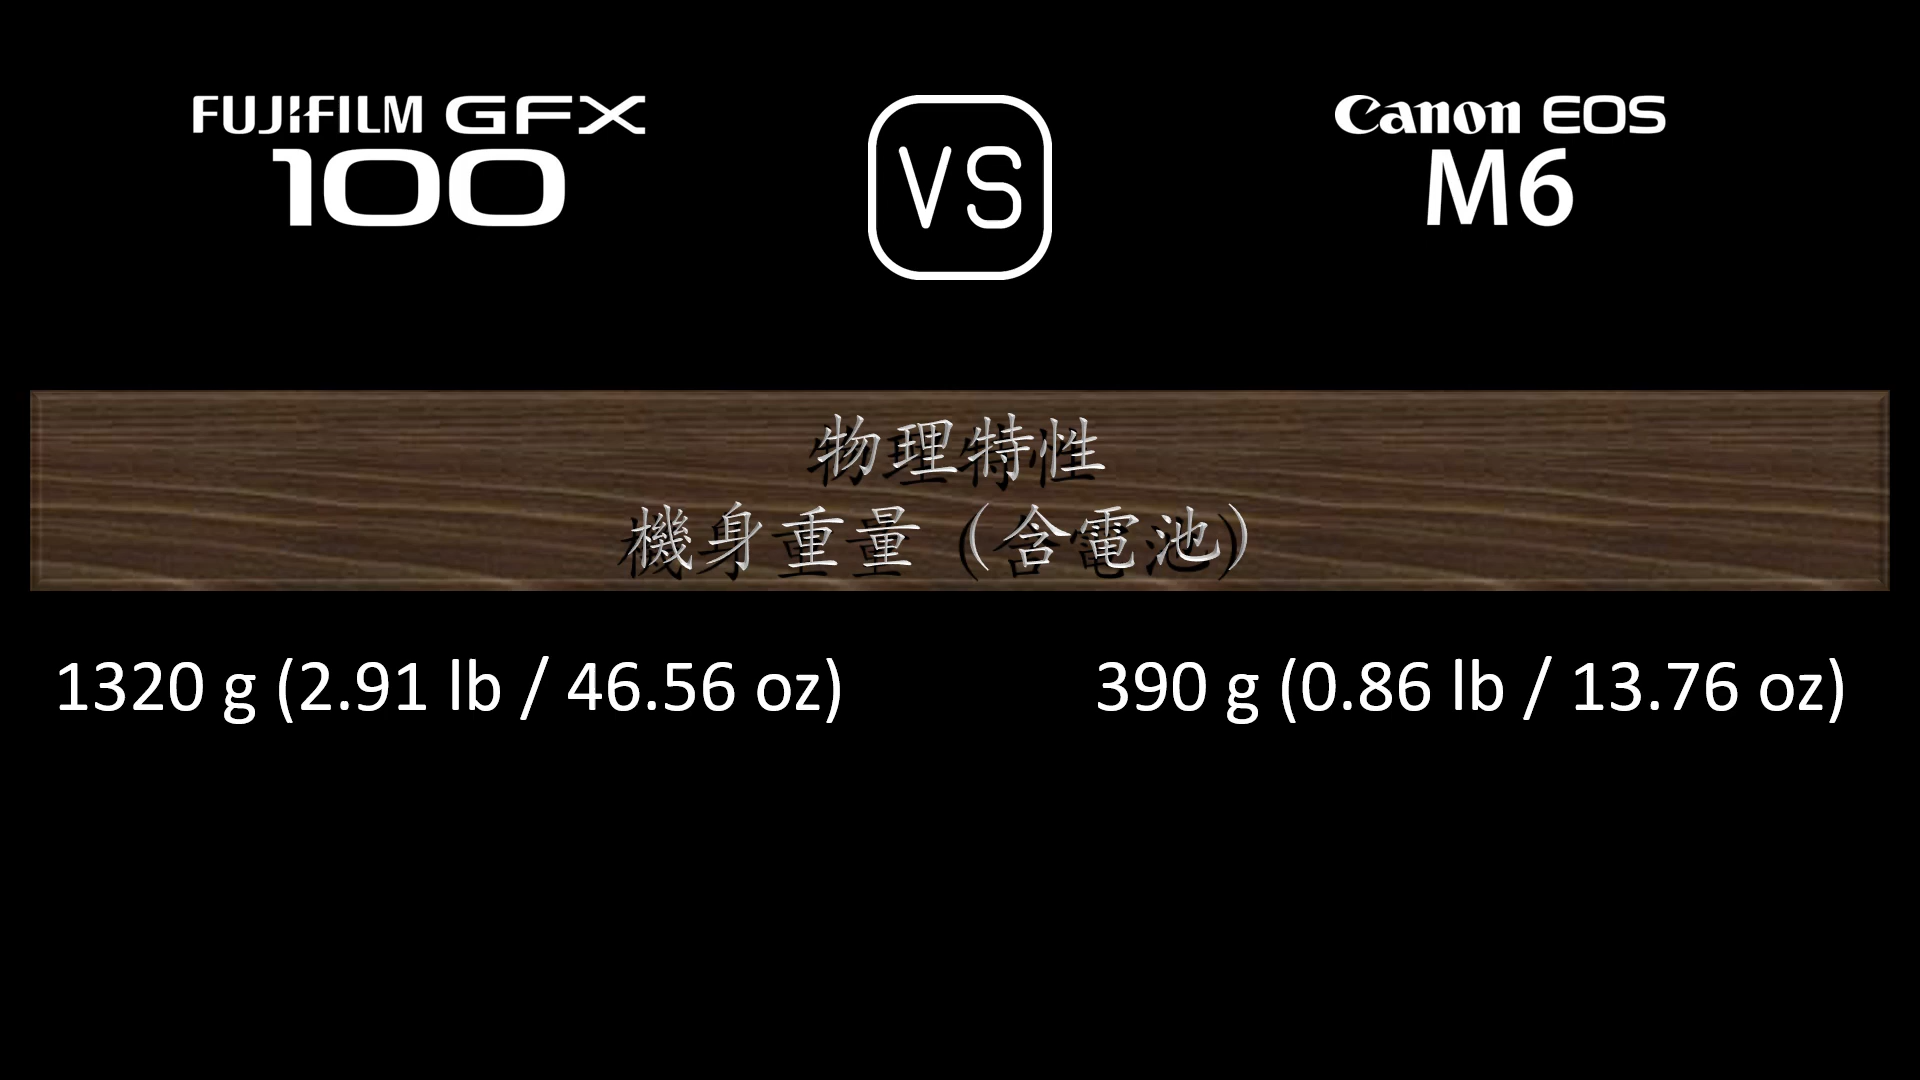 FUJIFILM GFX
100
VS
Canon EOS
M6
物理特性
機身重量（含電池）
1320 g (2.91 lb / 46.56 oz)
390 g (0.86 lb / 13.76 oz)